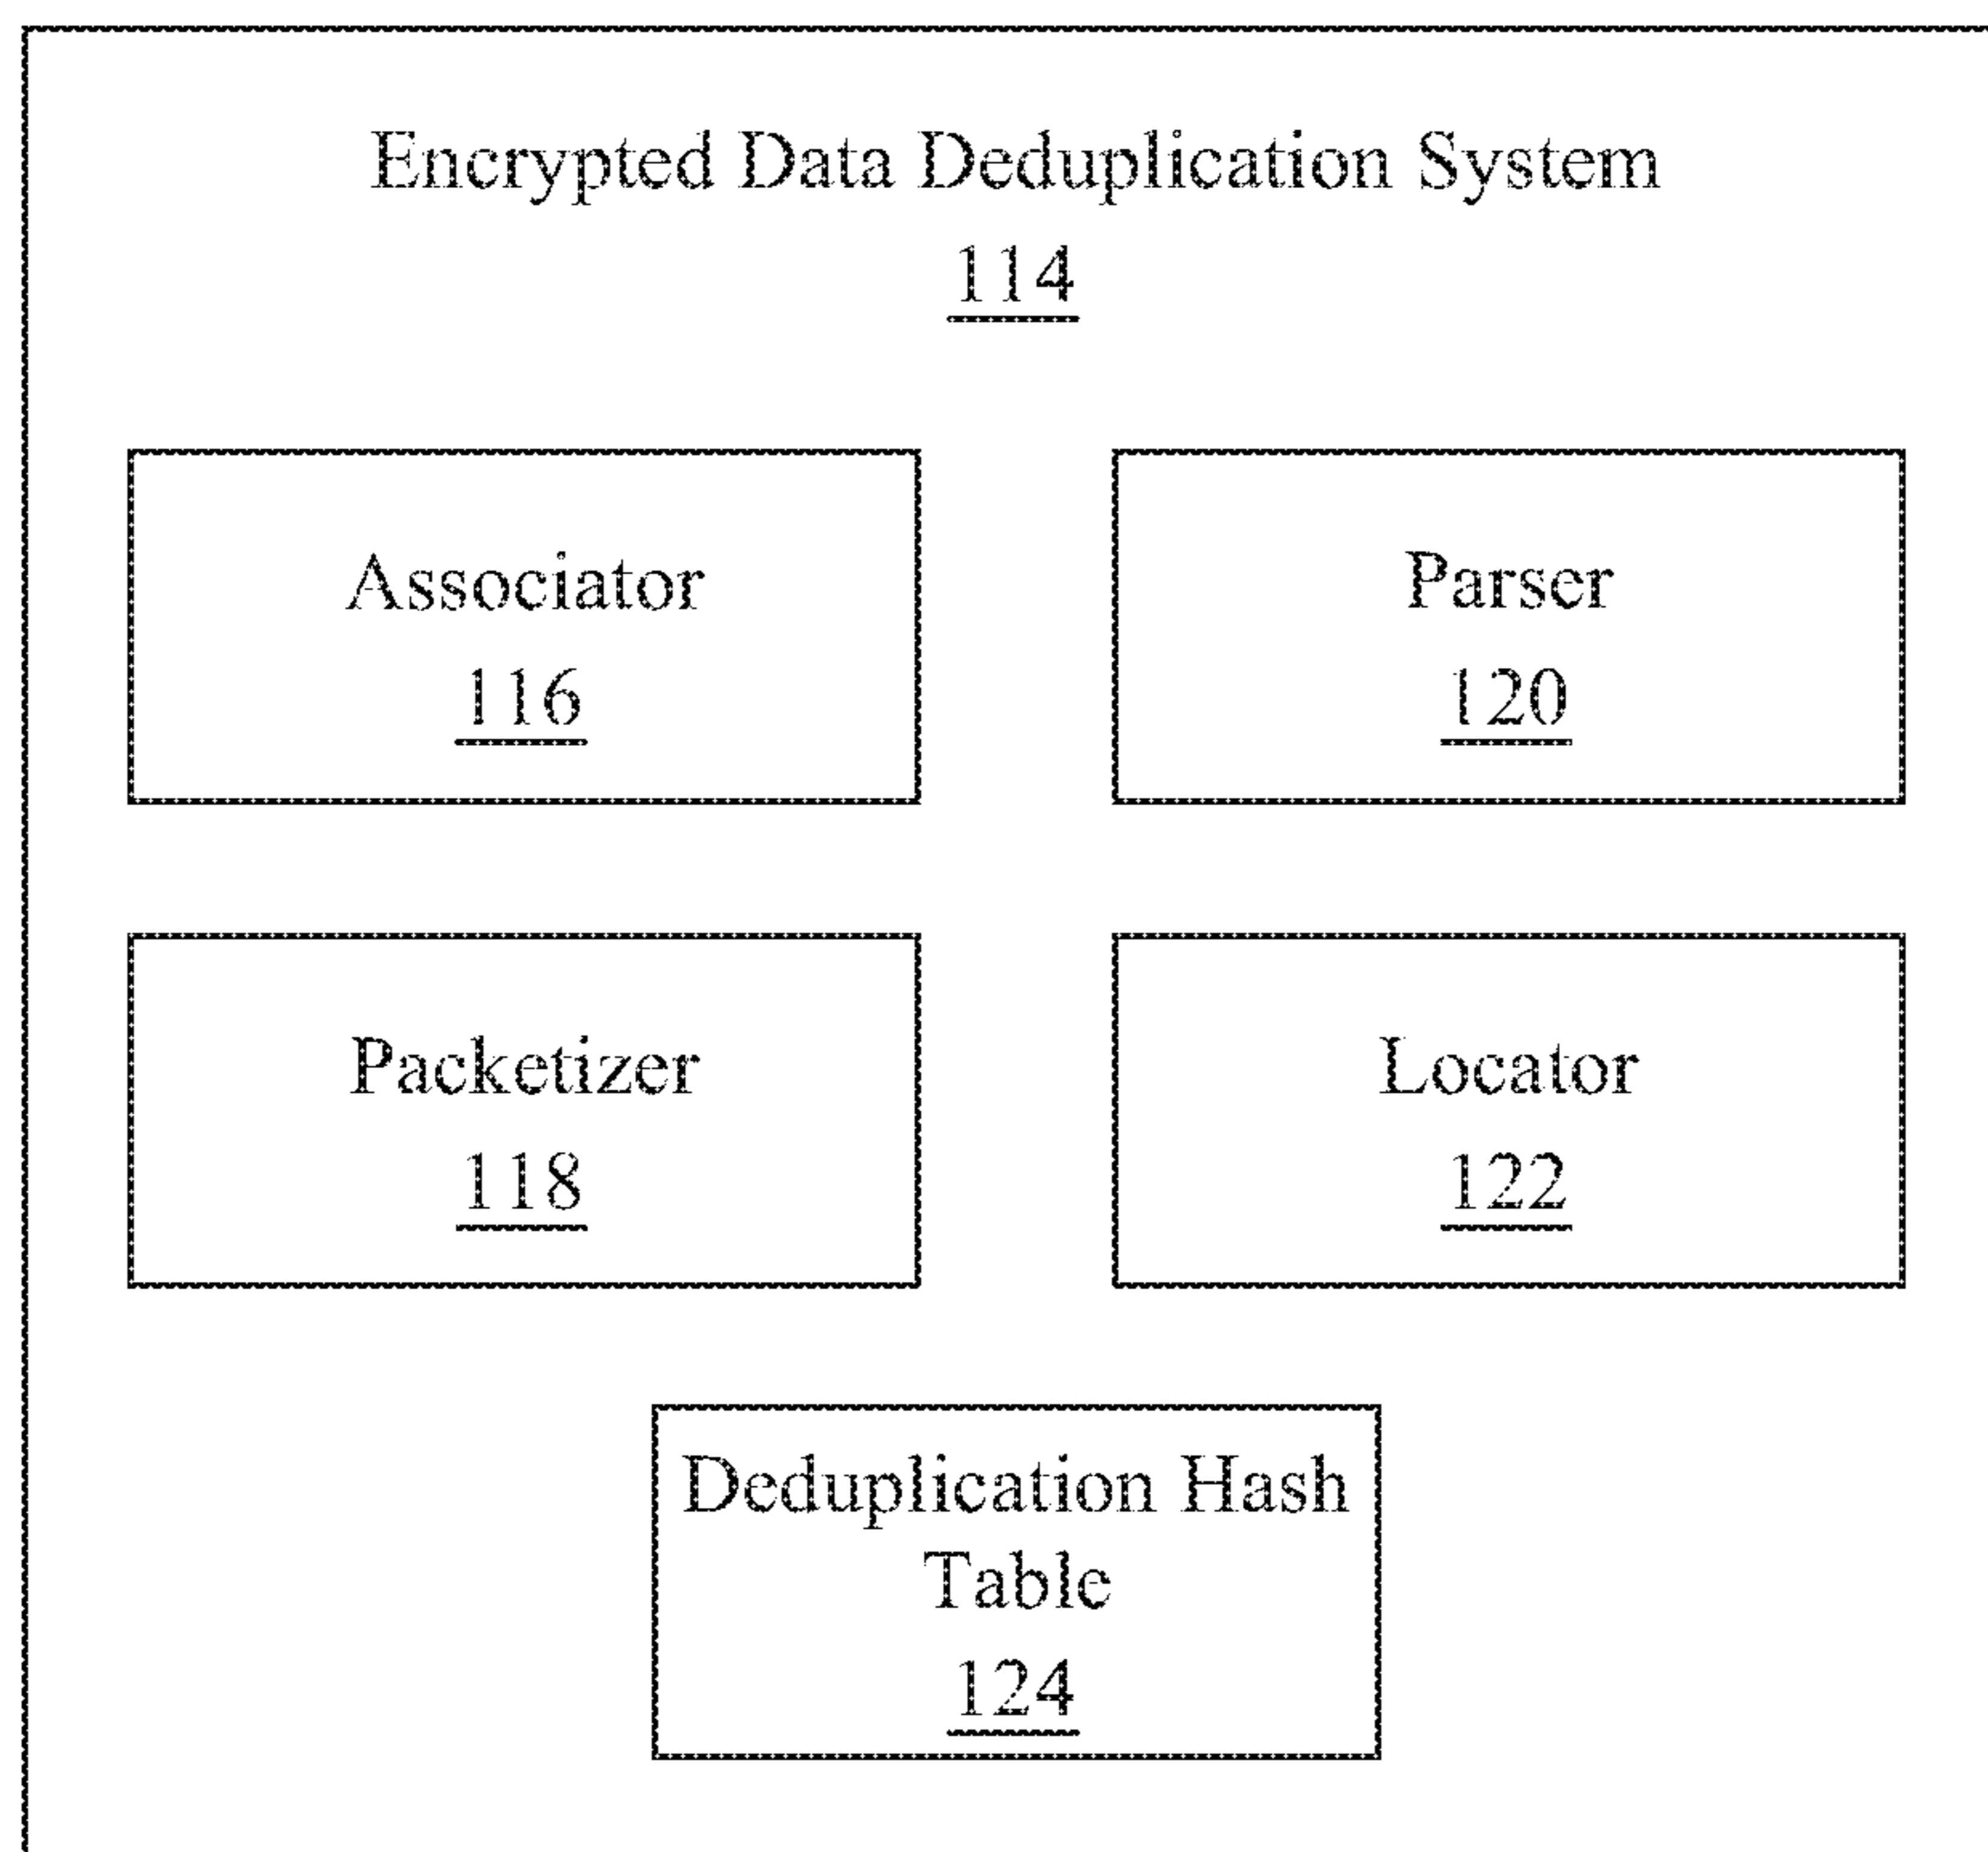 Encrypted Data Deduplication System
114
Associator
116
Parser
120
Packetizer
118
Locator
122
Deduplication Hash
Table
124